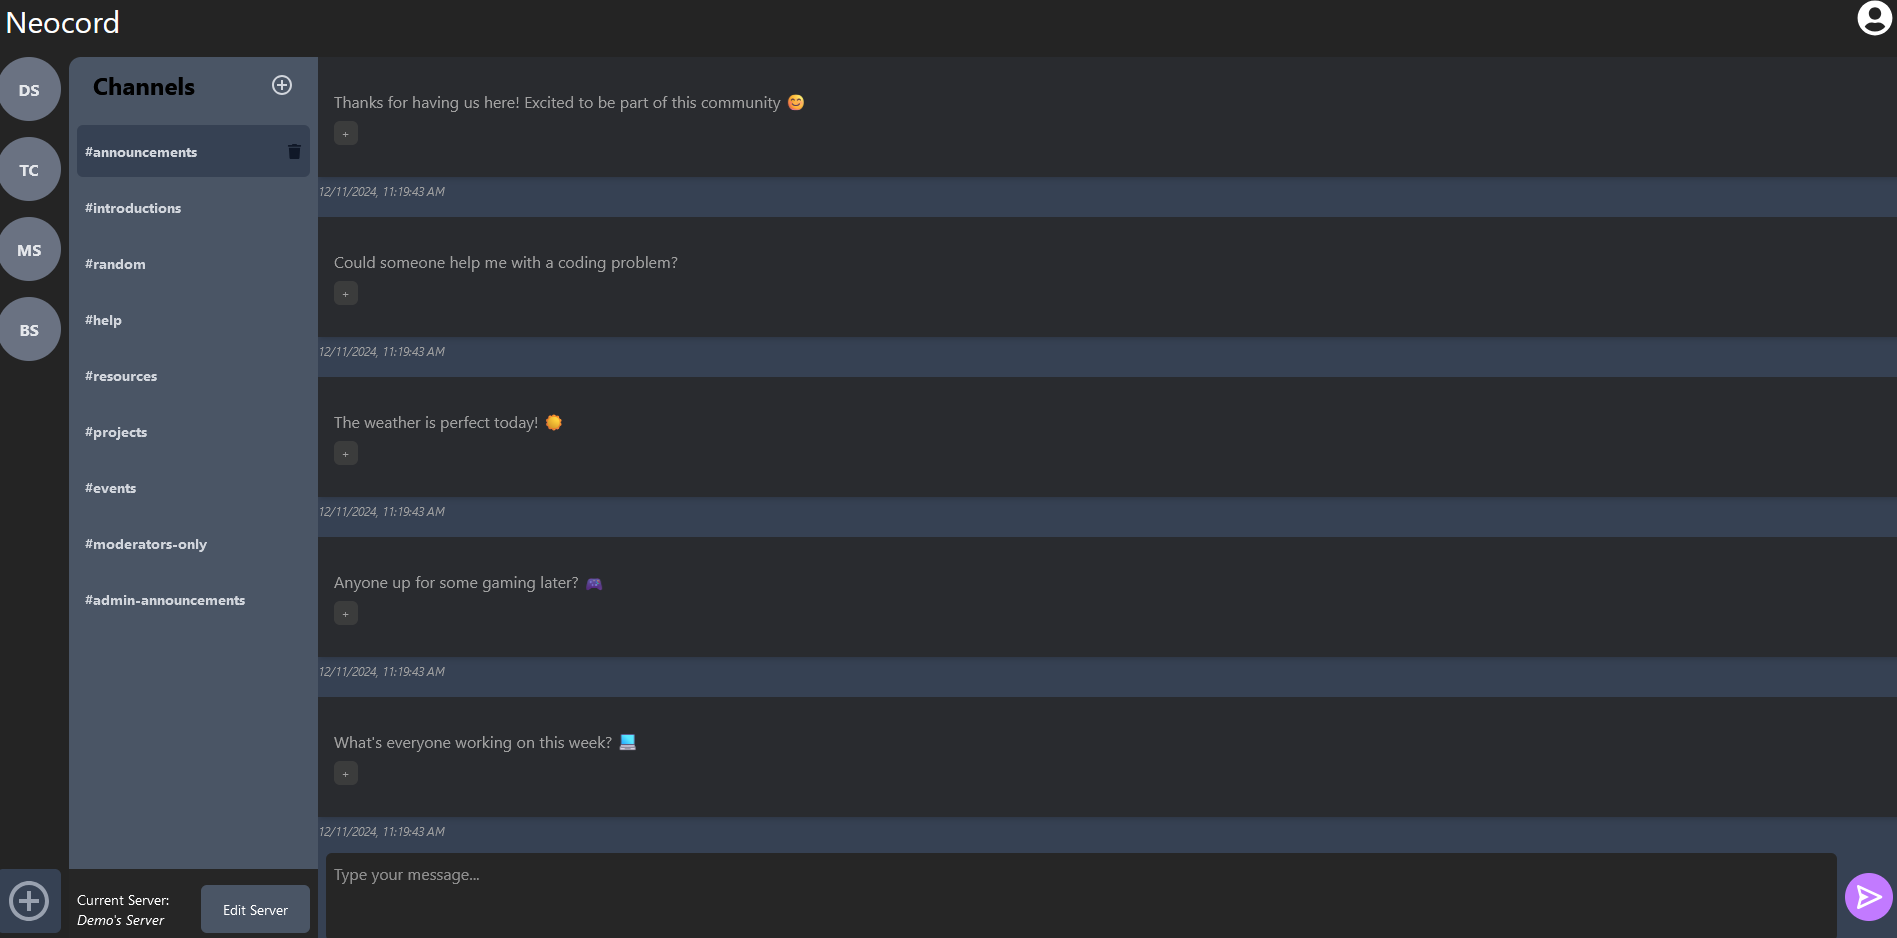 Neocord
DS
TC
MS
BS
Channels
#announcements
#introductions
#random
#help
#resources
#projects
#events
#moderators-only
#admin-announcements
Current Server:
Demo's Server
Edit Server
Thanks for having us here! Excited to be part of this community 😊
+
12/11/2024, 11:19:43 AM
Could someone help me with a coding problem?
+
12/11/2024, 11:19:43 AM
The weather is perfect today! ☀️
+
12/11/2024, 11:19:43 AM
Anyone up for some gaming later? 🎮
+
12/11/2024, 11:19:43 AM
What's everyone working on this week? 💻
+
12/11/2024, 11:19:43 AM
Type your message...